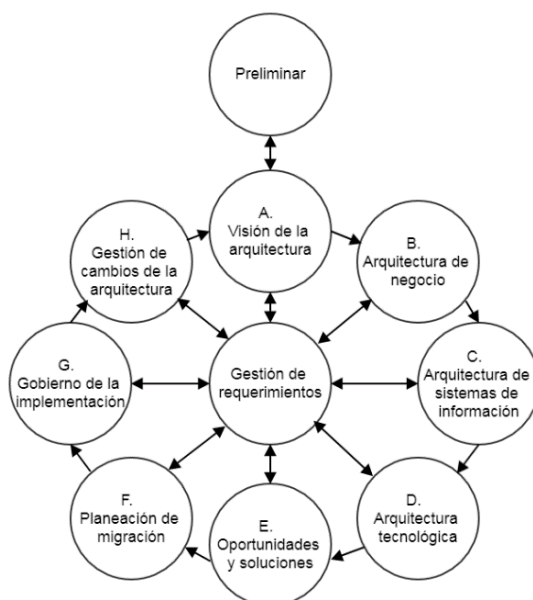 Preliminar
A.
Visión de la
arquitectura
H.
Gestión de
cambios de la
arquitectura
B.
Arquitectura de
negocio
G.
Gobierno de la
implementación
Gestión de
requerimientos
C.
Arquitectura de
sistemas de
información
F.
Planeación de
migración
E.
Oportunidades
y soluciones
D.
Arquitectura
tecnológica